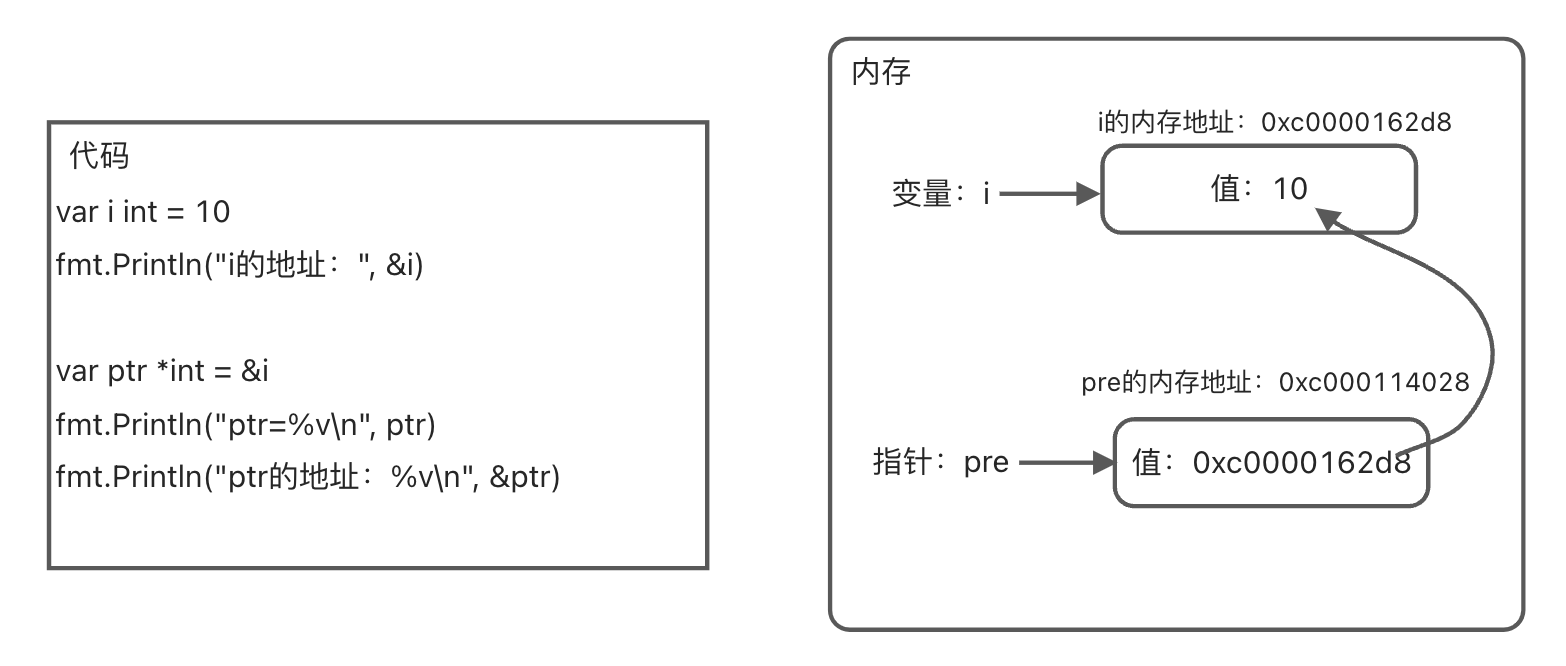 代码
var i int = 10
fmt.Println("i的地址：", &i)
var ptr *int = &i
fmt.Println("ptr=%v\n", ptr)
fmt.Println("ptr的地址：%v\n", &ptr)
内存
i的内存地址：0xc0000162d8
变量：i
值：10
pre的内存地址：0xc000114028
指针：pre
值：0xc0000162d8